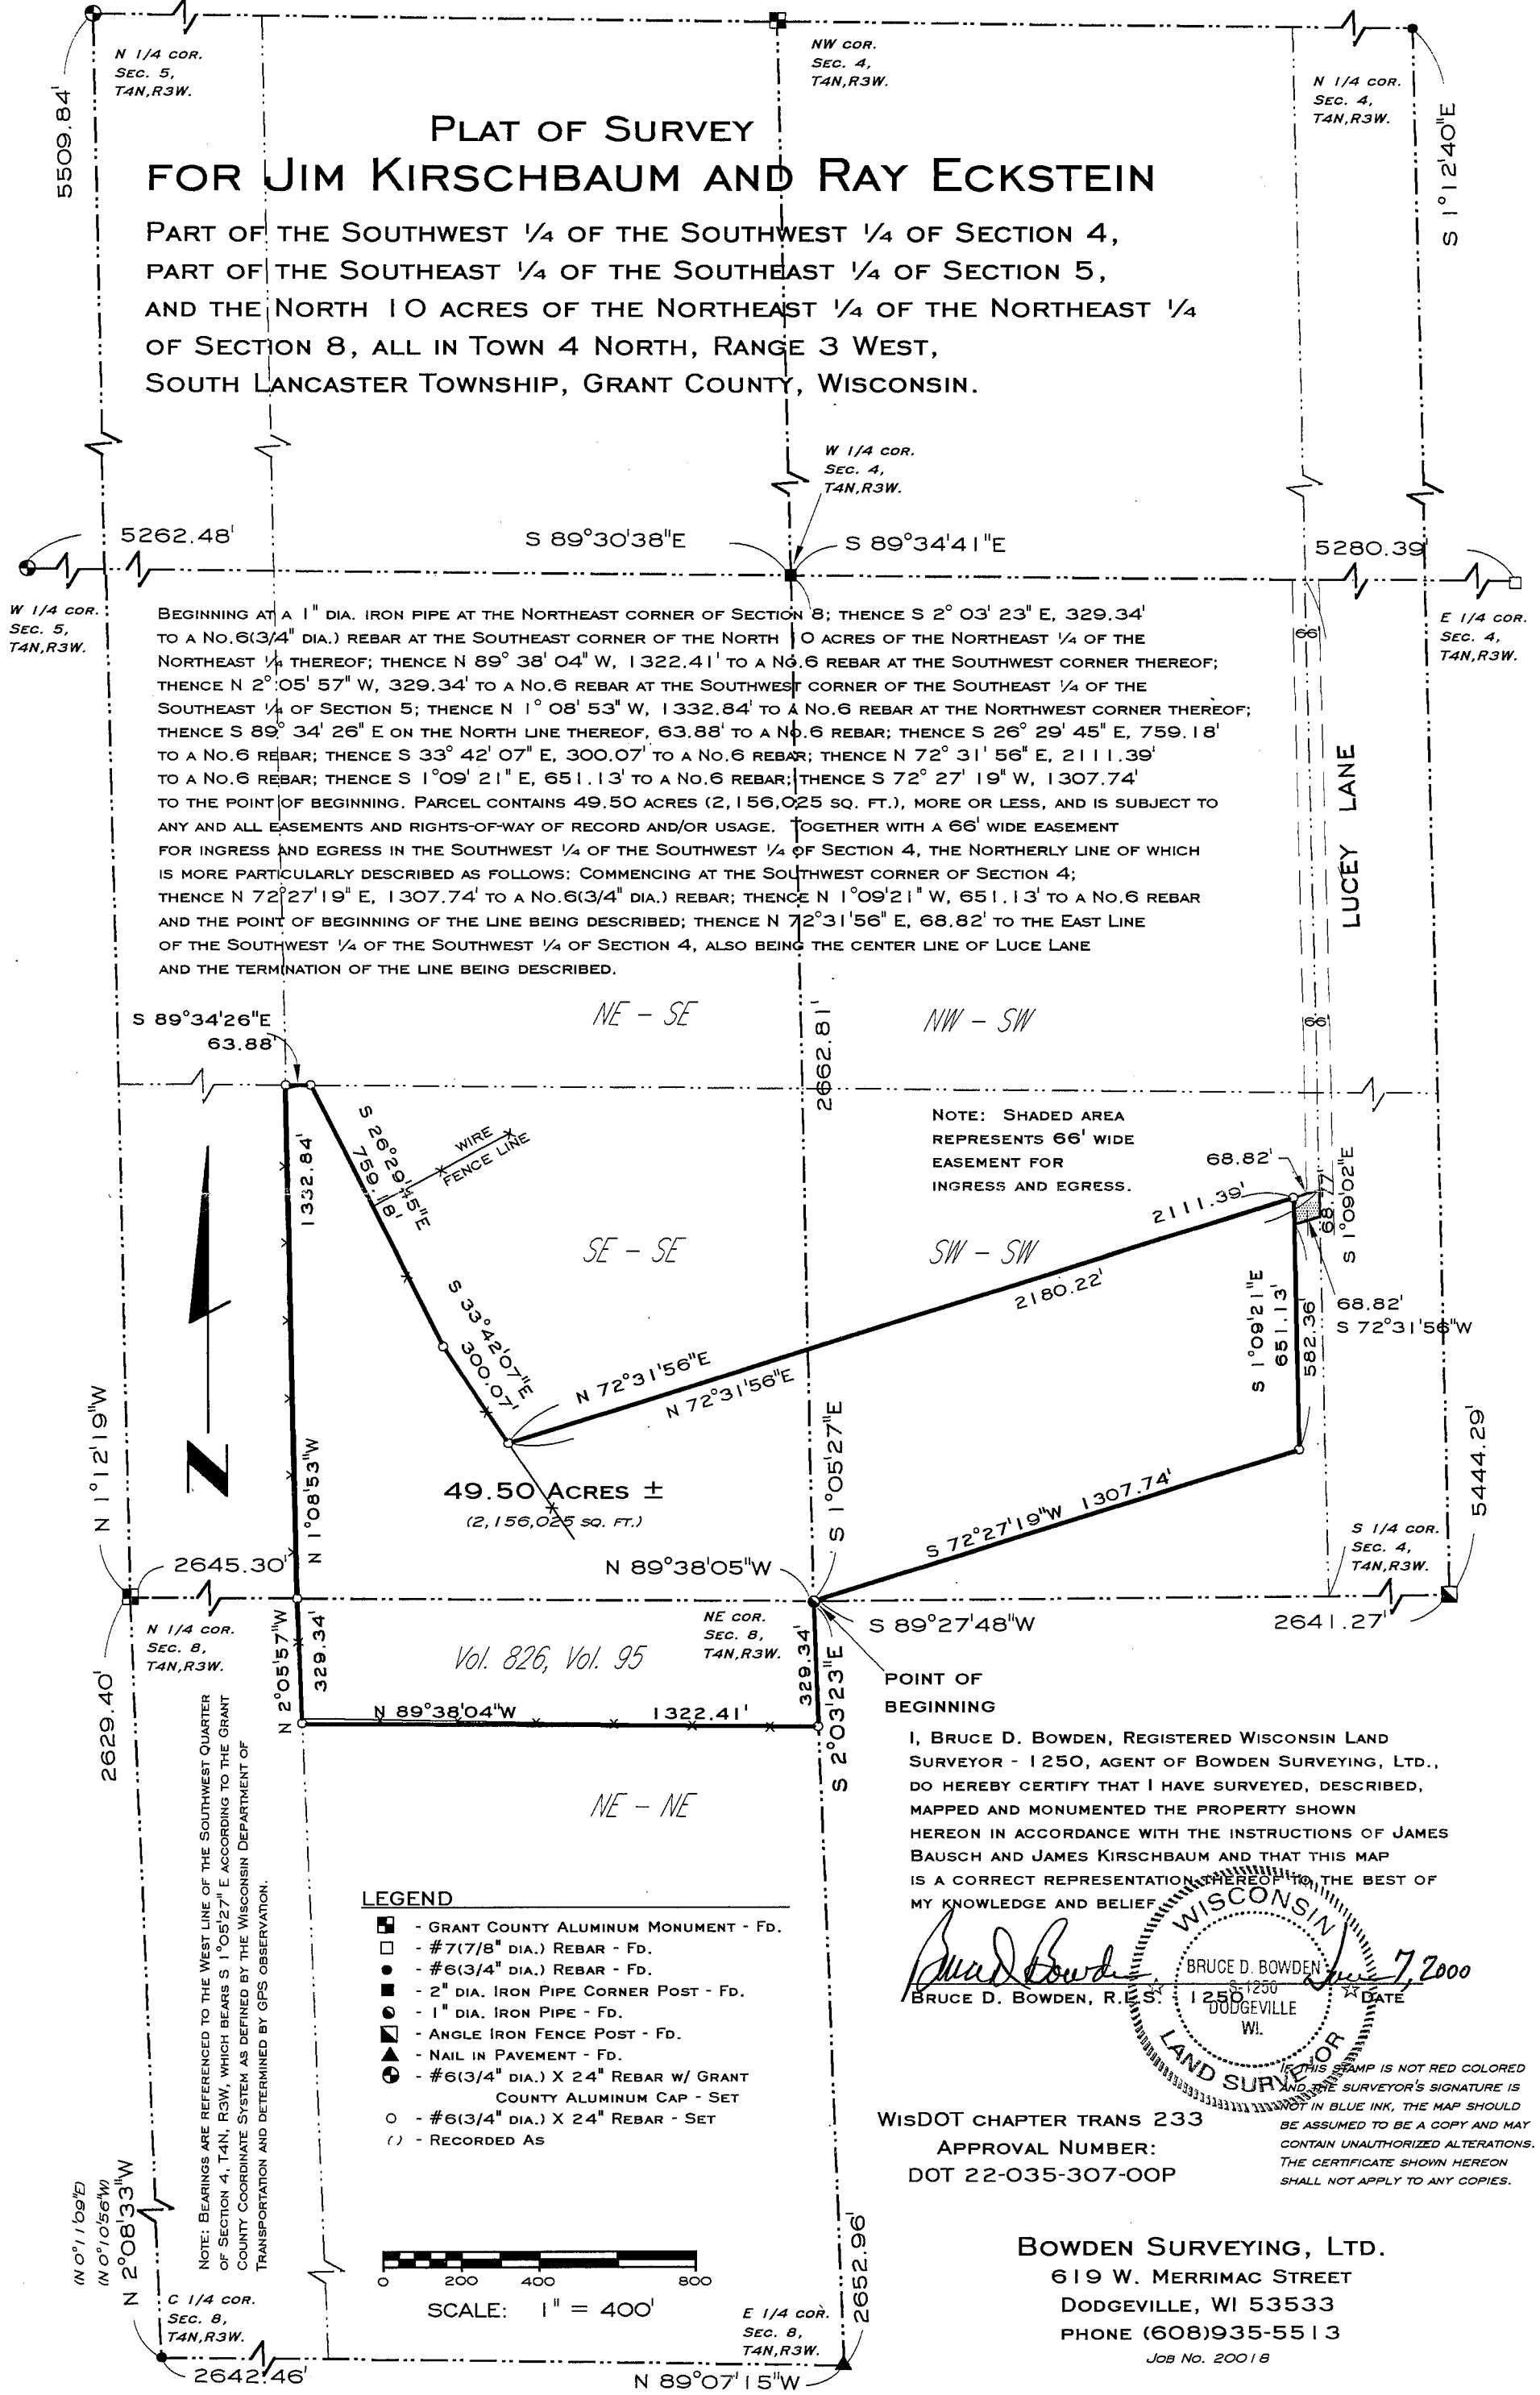 N 1/4 COR.
SEC. 5,
T4N,R3W.
NW COR.
SEC. 4,
T4N,R3W.
N 1/4 COR.
SEC. 4,
T4N,R3W.
5509.84'
S 1°12'40"E
PLAT OF SURVEY
FOR JIM KIRSCHBAUM AND RAY ECKSTEIN
PART OF THE SOUTHWEST 1/4 OF THE SOUTHWEST 1/4 OF SECTION 4,
PART OF THE SOUTHEAST 1/4 OF THE SOUTHEAST 1/4 OF SECTION 5,
AND THE NORTH 10 ACRES OF THE NORTHEAST 1/4 OF THE NORTHEAST 1/4
OF SECTION 8, ALL IN TOWN 4 NORTH, RANGE 3 WEST,
SOUTH LANCASTER TOWNSHIP, GRANT COUNTY, WISCONSIN.
W 1/4 COR.
SEC. 4,
T4N,R3W.
5262.48'
S 89°30'38"E
S 89°34'41"E
5280.39'
W 1/4 COR.
SEC. 5,
T4N,R3W.
E 1/4 COR.
SEC. 4,
T4N,R3W.
BEGINNING AT A 1" DIA. IRON PIPE AT THE NORTHEAST CORNER OF SECTION 8; THENCE S 2° 03' 23" E, 329.34'
TO A NO.6(3/4" DIA.) REBAR AT THE SOUTHEAST CORNER OF THE NORTH 10 ACRES OF THE NORTHEAST 1/4 OF THE
NORTHEAST 1/4 THEREOF; THENCE N 89° 38' 04" W, 1322.41' TO A NO.6 REBAR AT THE SOUTHWEST CORNER THEREOF;
THENCE N 2° 05' 57" W, 329.34' TO A NO.6 REBAR AT THE SOUTHWEST CORNER OF THE SOUTHEAST 1/4 OF THE
SOUTHEAST 1/4 OF SECTION 5; THENCE N 1° 08' 53" W, 1332.84' TO A NO.6 REBAR AT THE NORTHWEST CORNER THEREOF;
THENCE S 89° 34' 26" E ON THE NORTH LINE THEREOF, 63.88' TO A NO.6 REBAR; THENCE S 26° 29' 45" E, 759.18'
TO A NO.6 REBAR; THENCE S 33° 42' 07" E, 300.07' TO A NO.6 REBAR; THENCE N 72° 31' 56" E, 2111.39'
TO A NO.6 REBAR; THENCE S 1°09' 21" E, 651.13' TO A NO.6 REBAR; THENCE S 72° 27' 19" W, 1307.74'
TO THE POINT OF BEGINNING. PARCEL CONTAINS 49.50 ACRES (2,156,025 SQ. FT.), MORE OR LESS, AND IS SUBJECT TO
ANY AND ALL EASEMENTS AND RIGHTS-OF-WAY OF RECORD AND/OR USAGE. TOGETHER WITH A 66' WIDE EASEMENT
FOR INGRESS AND EGRESS IN THE SOUTHWEST 1/4 OF THE SOUTHWEST 1/4 OF SECTION 4, THE NORTHERLY LINE OF WHICH
IS MORE PARTICULARLY DESCRIBED AS FOLLOWS: COMMENCING AT THE SOUTHWEST CORNER OF SECTION 4;
THENCE N 72°27'19" E, 1307.74' TO A NO.6(3/4" DIA.) REBAR; THENCE N 1°09'21" W, 651.13' TO A NO.6 REBAR
AND THE POINT OF BEGINNING OF THE LINE BEING DESCRIBED; THENCE N 72°31'56" E, 68.82' TO THE EAST LINE
OF THE SOUTHWEST 1/4 OF THE SOUTHWEST 1/4 OF SECTION 4, ALSO BEING THE CENTER LINE OF LUCE LANE
AND THE TERMINATION OF THE LINE BEING DESCRIBED.
66'
LUCEY LANE
66'
S 89°34'26"E
63.88'
NE – SE
NW – SW
2662.81'
NOTE: SHADED AREA
REPRESENTS 66' WIDE
EASEMENT FOR
INGRESS AND EGRESS.
1332.84'
S 26°29'45"E
759.18'
WIRE
FENCE LINE
68.82'
68.77'
S 1°09'02"E
2111.39'
SE – SE
SW – SW
2180.22'
S 33°42'07"E
300.07'
S 1°09'21"E
651.13'
582.36'
68.82'
S 72°31'56"W
N 72°31'56"E
N 72°31'56"E
N 1°12'19"W
N 1°08'53"W
49.50 ACRES ±
(2,156,025 SQ. FT.)
S 1°05'27"E
S 72°27'19"W 1307.74'
5444.29'
N
2645.30'
N 89°38'05"W
S 1/4 COR.
SEC. 4,
T4N,R3W.
N 1/4 COR.
SEC. 8,
T4N,R3W.
NE COR.
SEC. 8,
T4N,R3W.
S 89°27'48"W
2641.27'
N 2°05'57"W
329.34'
Vol. 826, Vol. 95
329.34'
S 2°03'23"E
POINT OF
BEGINNING
N 89°38'04"W 1322.41'
2629.40'
NE – NE
NOTE: BEARINGS ARE REFERENCED TO THE WEST LINE OF THE SOUTHWEST QUARTER
OF SECTION 4, T4N, R3W, WHICH BEARS S 1°05'27" E ACCORDING TO THE GRANT
COUNTY COORDINATE SYSTEM AS DEFINED BY THE WISCONSIN DEPARTMENT OF
TRANSPORTATION AND DETERMINED BY GPS OBSERVATION.
I, BRUCE D. BOWDEN, REGISTERED WISCONSIN LAND
SURVEYOR - 1250, AGENT OF BOWDEN SURVEYING, LTD.,
DO HEREBY CERTIFY THAT I HAVE SURVEYED, DESCRIBED,
MAPPED AND MONUMENTED THE PROPERTY SHOWN
HEREON IN ACCORDANCE WITH THE INSTRUCTIONS OF JAMES
BAUSCH AND JAMES KIRSCHBAUM AND THAT THIS MAP
IS A CORRECT REPRESENTATION THEREOF TO THE BEST OF
MY KNOWLEDGE AND BELIEF.
Bruce D Bowden
7, 2000
BRUCE D. BOWDEN, R.L.S. - 1250
DATE
WISCONSIN
BRUCE D. BOWDEN
S-1250
DODGEVILLE
WI.
LAND SURVEYOR
LEGEND
- GRANT COUNTY ALUMINUM MONUMENT - FD.
- #7(7/8" DIA.) REBAR - FD.
- #6(3/4" DIA.) REBAR - FD.
- 2" DIA. IRON PIPE CORNER POST - FD.
- 1" DIA. IRON PIPE - FD.
- ANGLE IRON FENCE POST - FD.
- NAIL IN PAVEMENT - FD.
- #6(3/4" DIA.) X 24" REBAR W/ GRANT
COUNTY ALUMINUM CAP - SET
- #6(3/4" DIA.) X 24" REBAR - SET
( ) - RECORDED AS
IF THIS STAMP IS NOT RED COLORED
AND THE SURVEYOR'S SIGNATURE IS
NOT IN BLUE INK, THE MAP SHOULD
BE ASSUMED TO BE A COPY AND MAY
CONTAIN UNAUTHORIZED ALTERATIONS.
THE CERTIFICATE SHOWN HEREON
SHALL NOT APPLY TO ANY COPIES.
WISDOT CHAPTER TRANS 233
APPROVAL NUMBER:
DOT 22-035-307-00P
(N 0°11'09"E)
(N 0°10'56"W)
N 2°08'33"W
0 200 400 800
SCALE: 1" = 400'
2652.96'
C 1/4 COR.
SEC. 8,
T4N,R3W.
E 1/4 COR.
SEC. 8,
T4N,R3W.
2642.46'
N 89°07'15"W
BOWDEN SURVEYING, LTD.
619 W. MERRIMAC STREET
DODGEVILLE, WI 53533
PHONE (608)935-5513
JOB NO. 20018